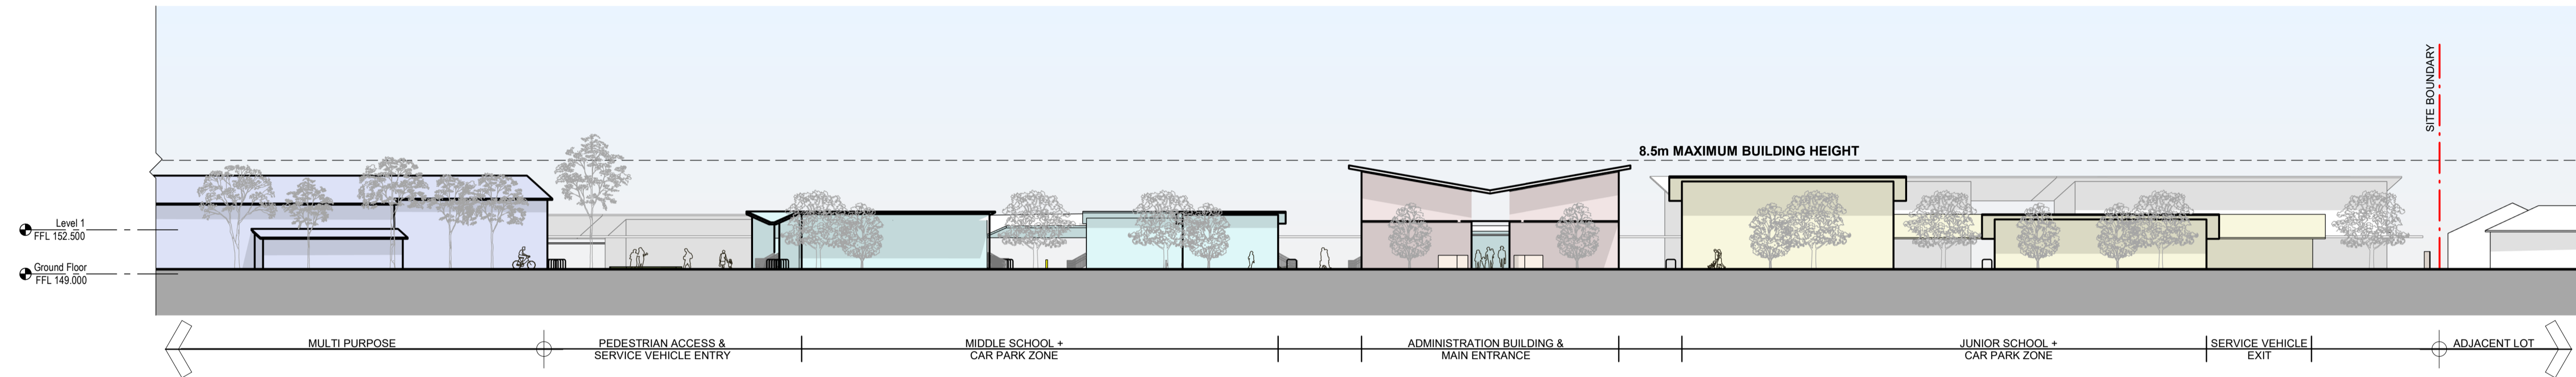 SITE BOUNDARY
8.5m MAXIMUM BUILDING HEIGHT
Level 1
FFL 152.500
Ground Floor
FFL 149.000
MULTI PURPOSE
PEDESTRIAN ACCESS &
SERVICE VEHICLE ENTRY
MIDDLE SCHOOL +
CAR PARK ZONE
ADMINISTRATION BUILDING &
MAIN ENTRANCE
JUNIOR SCHOOL +
CAR PARK ZONE
SERVICE VEHICLE
EXIT
ADJACENT LOT